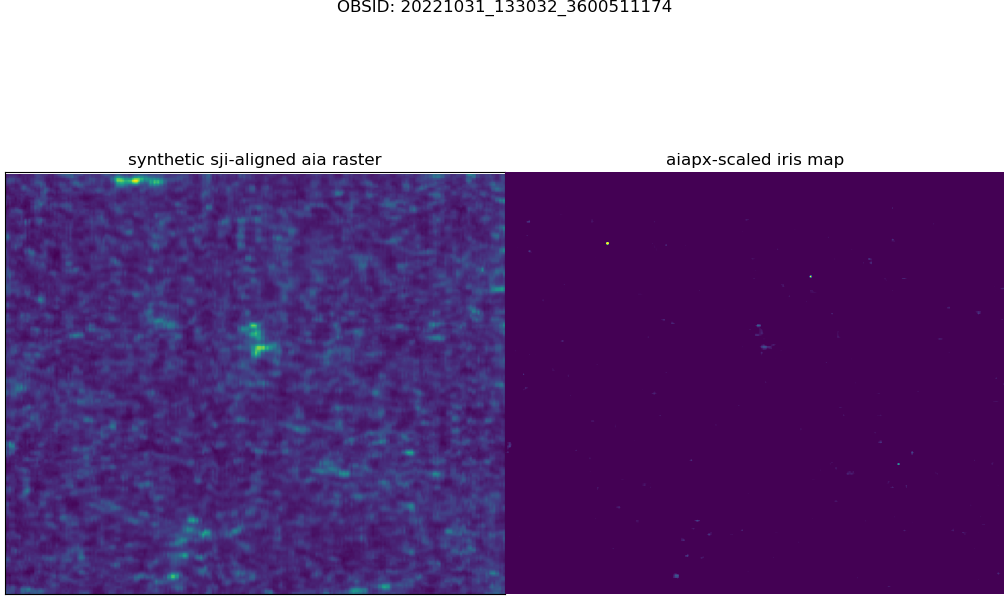 OBSID: 20221031_133032_3600511174
synthetic sji-aligned aia raster
aiapx-scaled iris map